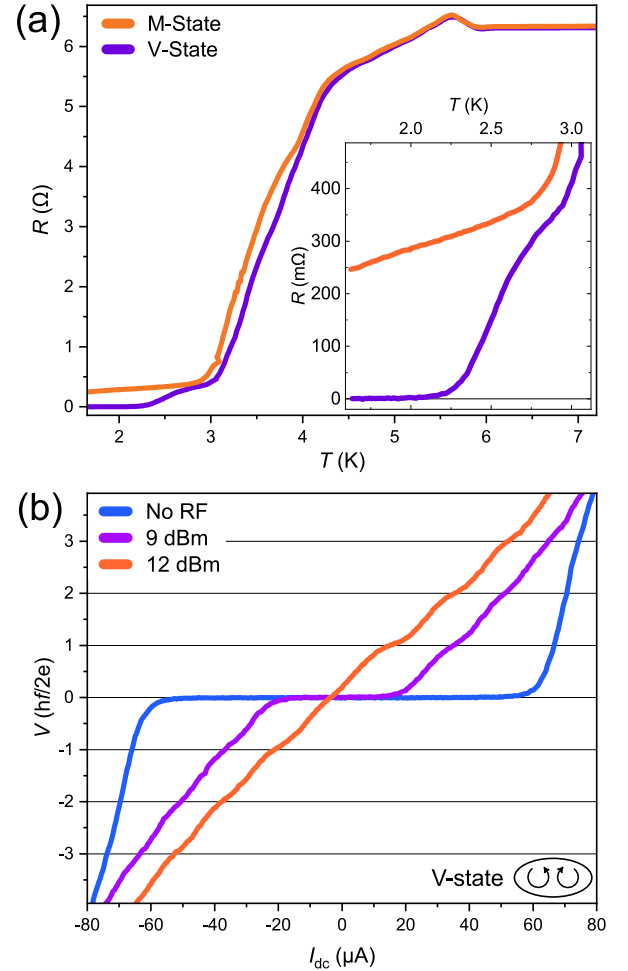 (a)
M-State
V-State
R (Ω)
6
5
4
3
2
1
0
2
3
4
5
6
7
T (K)
T (K)
2.0
2.5
3.0
R (mΩ)
400
300
200
100
0
(b)
No RF
9 dBm
12 dBm
V (hf/2e)
3
2
1
0
-1
-2
-3
V-state
-80
-60
-40
-20
0
20
40
60
80
I dc (μA)